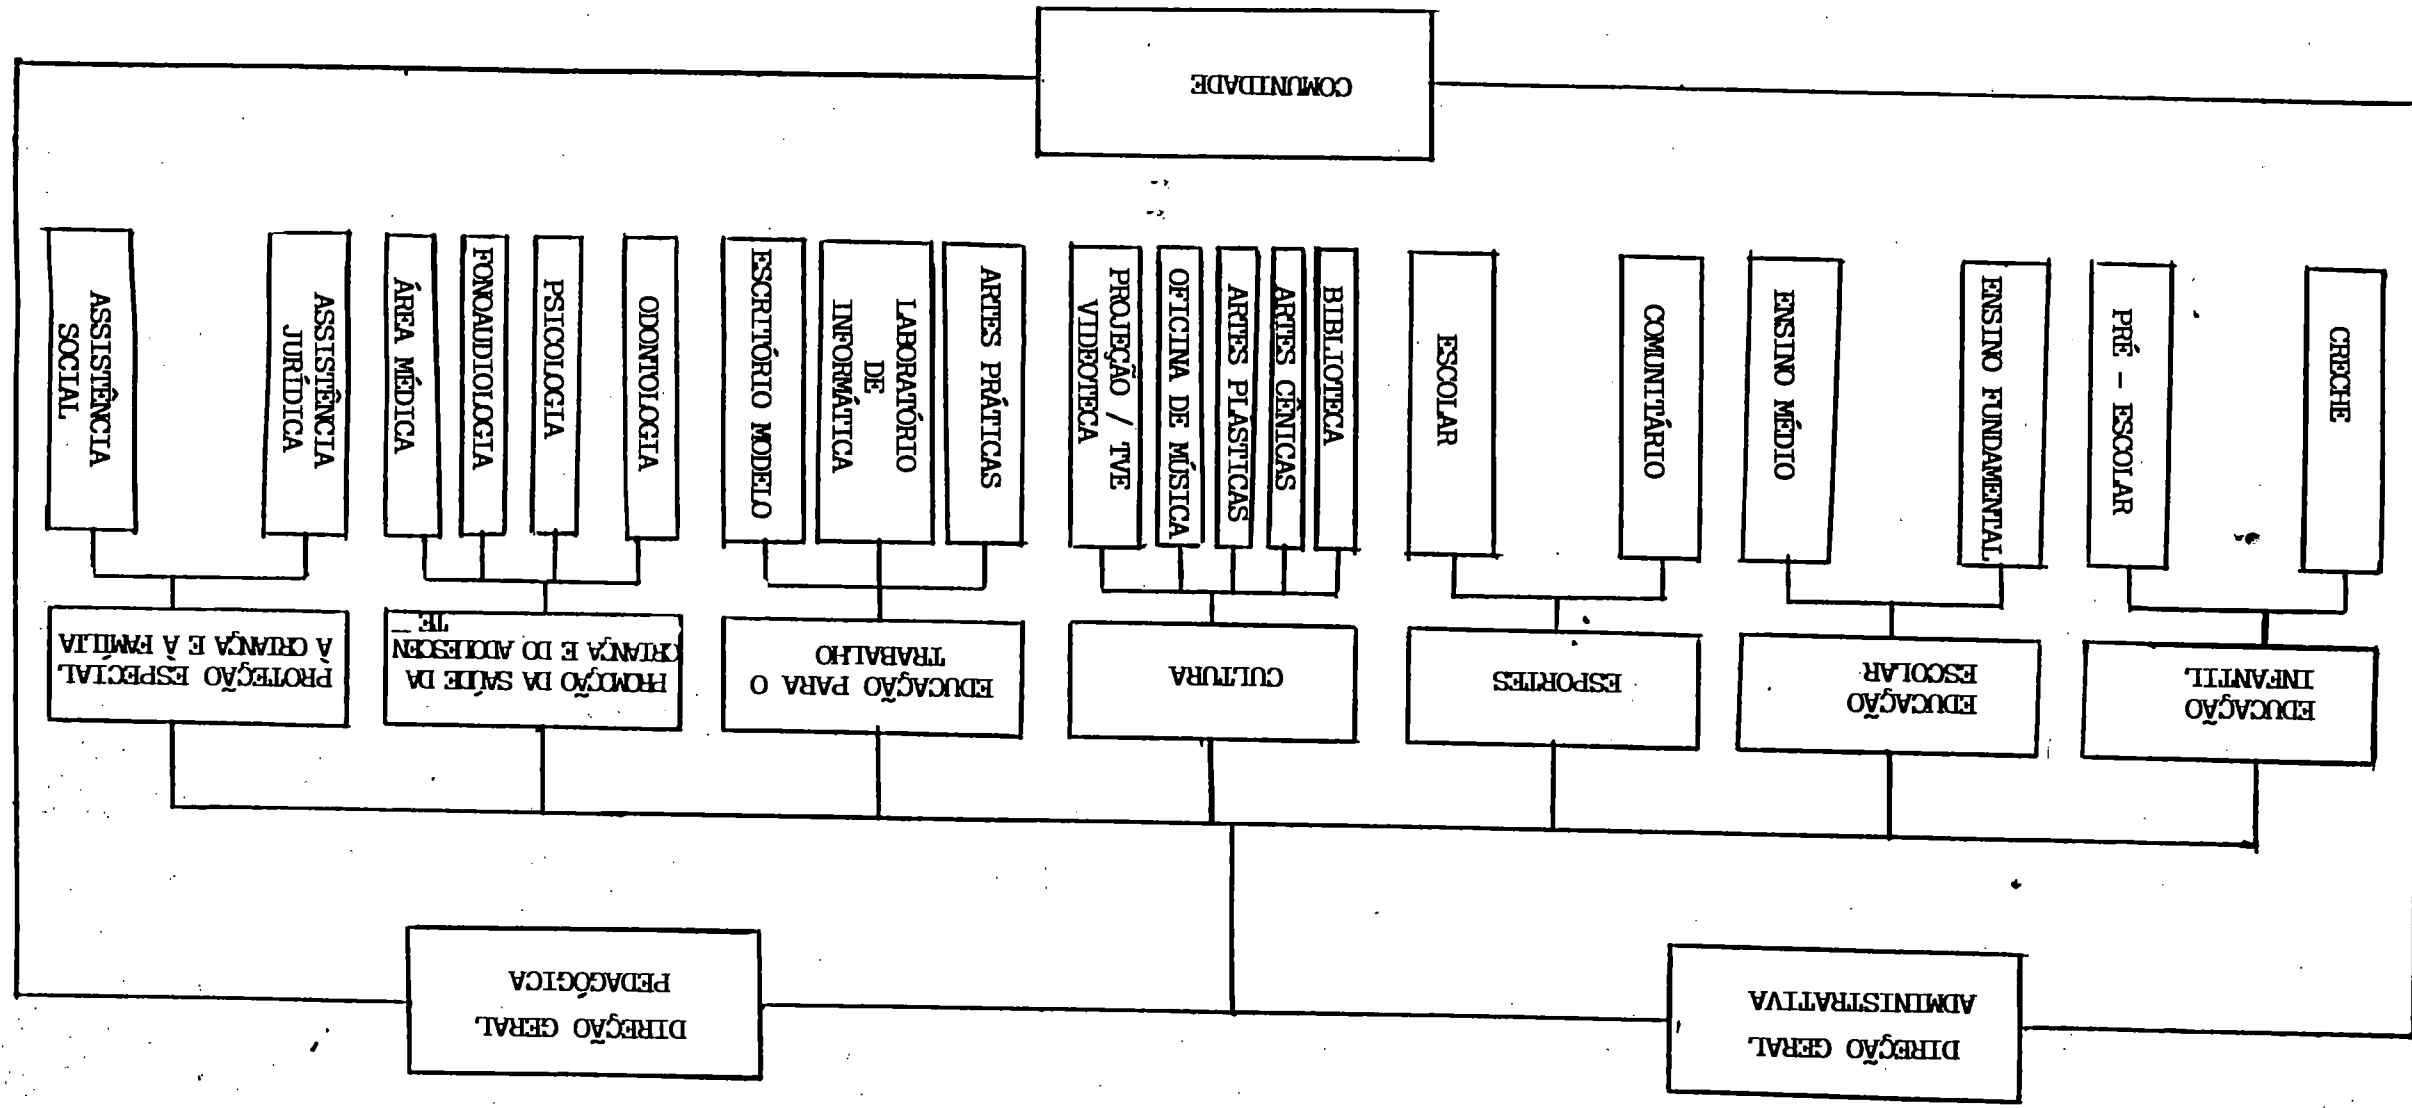 DIREÇÃO GERAL
ADMINISTRATIVA
DIREÇÃO GERAL
PEDAGÓGICA
EDUCAÇÃO
INFANTIL
EDUCAÇÃO
ESCOLAR
ESPORTES
CULTURA
EDUCAÇÃO PARA O
TRABALHO
PROMOÇÃO DA SAÚDE DA
CRIANÇA E DO ADOLESCEN
TE
PROTEÇÃO ESPECIAL
À CRIANÇA E À FAMÍLIA
CRECHE
PRÉ - ESCOLAR
ENSINO FUNDAMENTAL
ENSINO MÉDIO
COMUNITÁRIO
ESCOLAR
BIBLIOTECA
ARTES CÊNICAS
ARTES PLASTICAS
OFICINA DE MÚSICA
PROJEÇÃO / TVE
VIDEOTECA
ARTES PRÁTICAS
LABORATÓRIO
DE
INFORMÁTICA
ESCRITÓRIO MODELO
ODONTOLOGIA
PSICOLOGIA
FONOAUDIOLOGIA
ÁREA MÉDICA
ASSISTÊNCIA
JURÍDICA
ASSISTÊNCIA
SOCIAL
COMUNIDADE